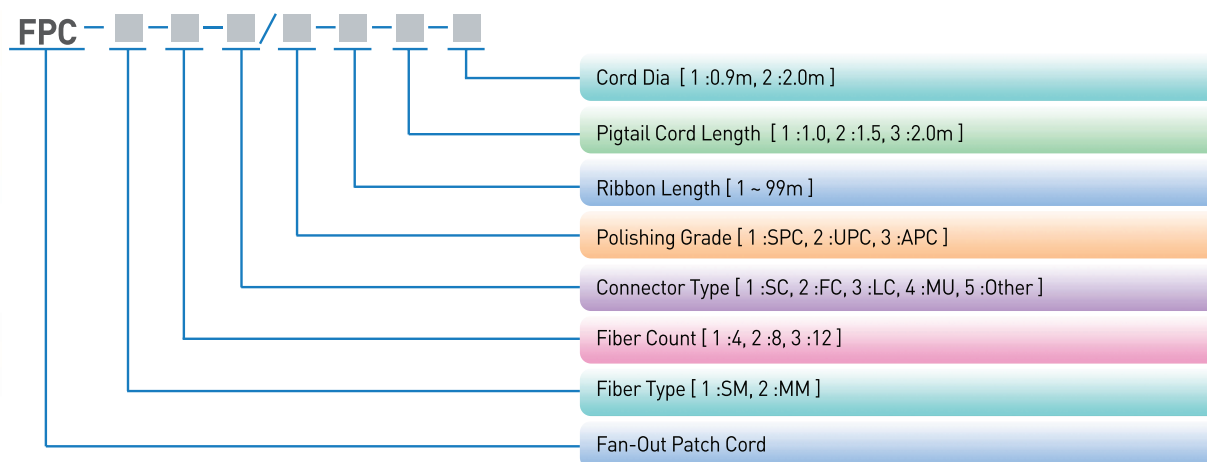 FPC
Cord Dia [ 1 :0.9m, 2 :2.0m ]
Pigtail Cord Length [ 1 :1.0, 2 :1.5, 3 :2.0m ]
Ribbon Length [ 1 ~ 99m ]
Polishing Grade [ 1 :SPC, 2 :UPC, 3 :APC ]
Connector Type [ 1 :SC, 2 :FC, 3 :LC, 4 :MU, 5 :Other ]
Fiber Count [ 1 :4, 2 :8, 3 :12 ]
Fiber Type [ 1 :SM, 2 :MM ]
Fan-Out Patch Cord